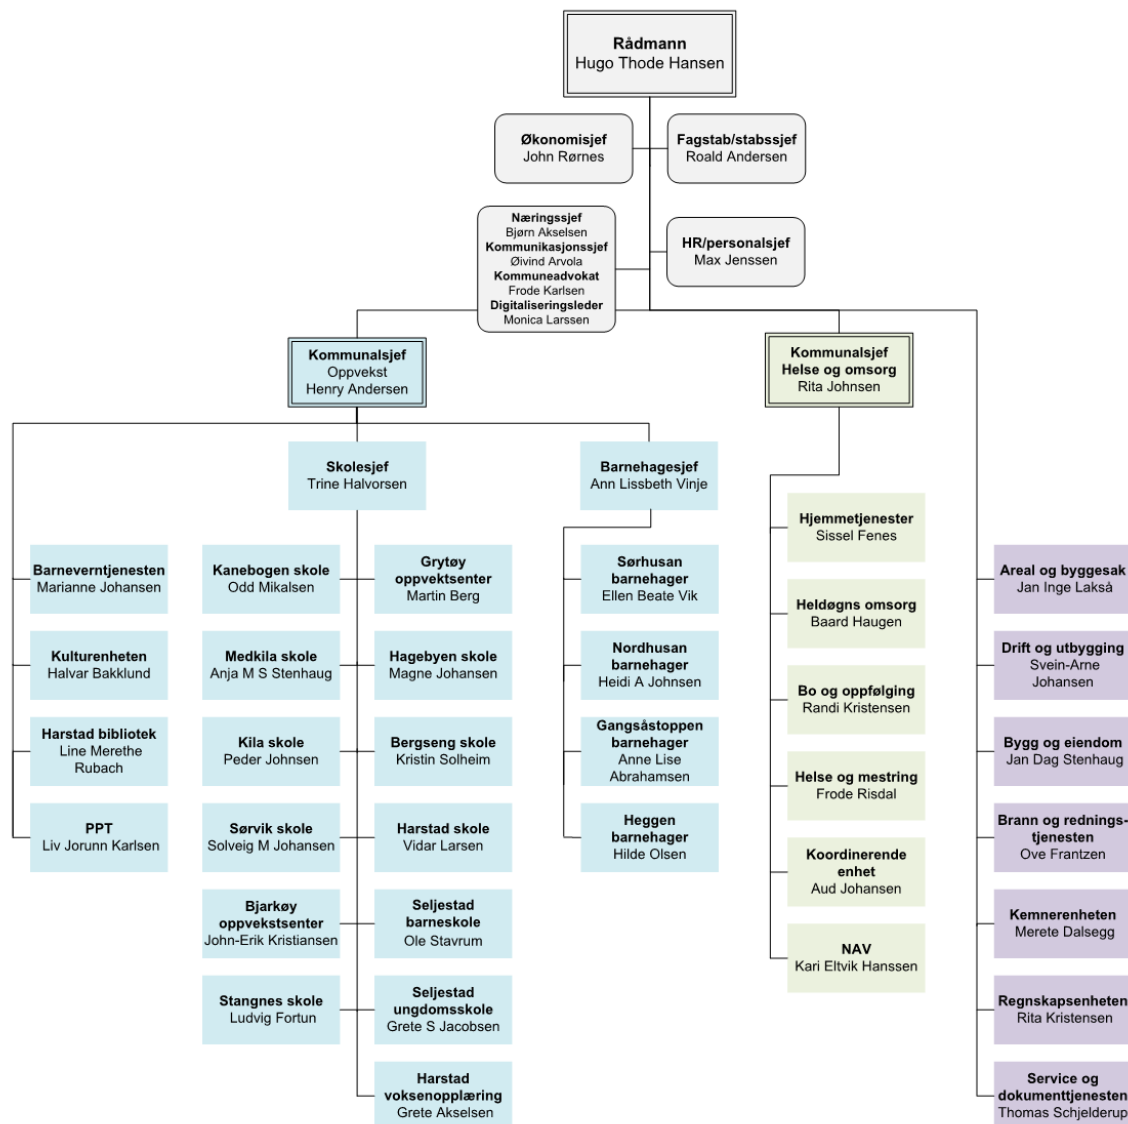 Rådmann
Hugo Thode Hansen
Økonomisjef
John Rørnes
Fagstab/stabssjef
Roald Andersen
Næringssjef
Bjørn Akselsen
Kommunikasjonssjef
Øivind Arvola
Kommuneadvokat
Frode Karlsen
Digitaliseringsleder
Monica Larssen
HR/personalsjef
Max Jenssen
Kommunalsjef
Oppvekst
Henry Andersen
Kommunalsjef
Helse og omsorg
Rita Johnsen
Skolesjef
Trine Halvorsen
Barnehagesjef
Ann Lissbeth Vinje
Barneverntjenesten
Marianne Johansen
Kulturenheten
Halvar Bakklund
Harstad bibliotek
Line Merethe
Rubach
PPT
Liv Jorunn Karlsen
Kanebogen skole
Odd Mikalsen
Medkila skole
Anja M S Stenhaug
Kila skole
Peder Johnsen
Sørvik skole
Solveig M Johansen
Bjarkøy
oppvekstsenter
John-Erik Kristiansen
Stangnes skole
Ludvig Fortun
Grytøy
oppvektsenter
Martin Berg
Hagebyen skole
Magne Johansen
Bergseng skole
Kristin Solheim
Harstad skole
Vidar Larsen
Seljestad
barneskole
Ole Stavrum
Seljestad
ungdomsskole
Grete S Jacobsen
Harstad
voksenopplæring
Grete Akselsen
Sørhusan
barnehager
Ellen Beate Vik
Nordhusan
barnehager
Heidi A Johnsen
Gangsåstoppen
barnehager
Anne Lise
Abrahamsen
Heggen
barnehager
Hilde Olsen
Hjemmetjenester
Sissel Fenes
Heldøgns omsorg
Baard Haugen
Bo og oppfølging
Randi Kristensen
Helse og mestring
Frode Risdal
Koordinerende
enhet
Aud Johansen
NAV
Kari Eltvik Hanssen
Areal og byggesak
Jan Inge Lakså
Drift og utbygging
Svein-Arne
Johansen
Bygg og eiendom
Jan Dag Stenhaug
Brann og rednings-
tjenesten
Ove Frantzen
Kemnerenheten
Merete Dalsegg
Regnskapsenheten
Rita Kristensen
Service og
dokumenttjenesten
Thomas Schjelderup